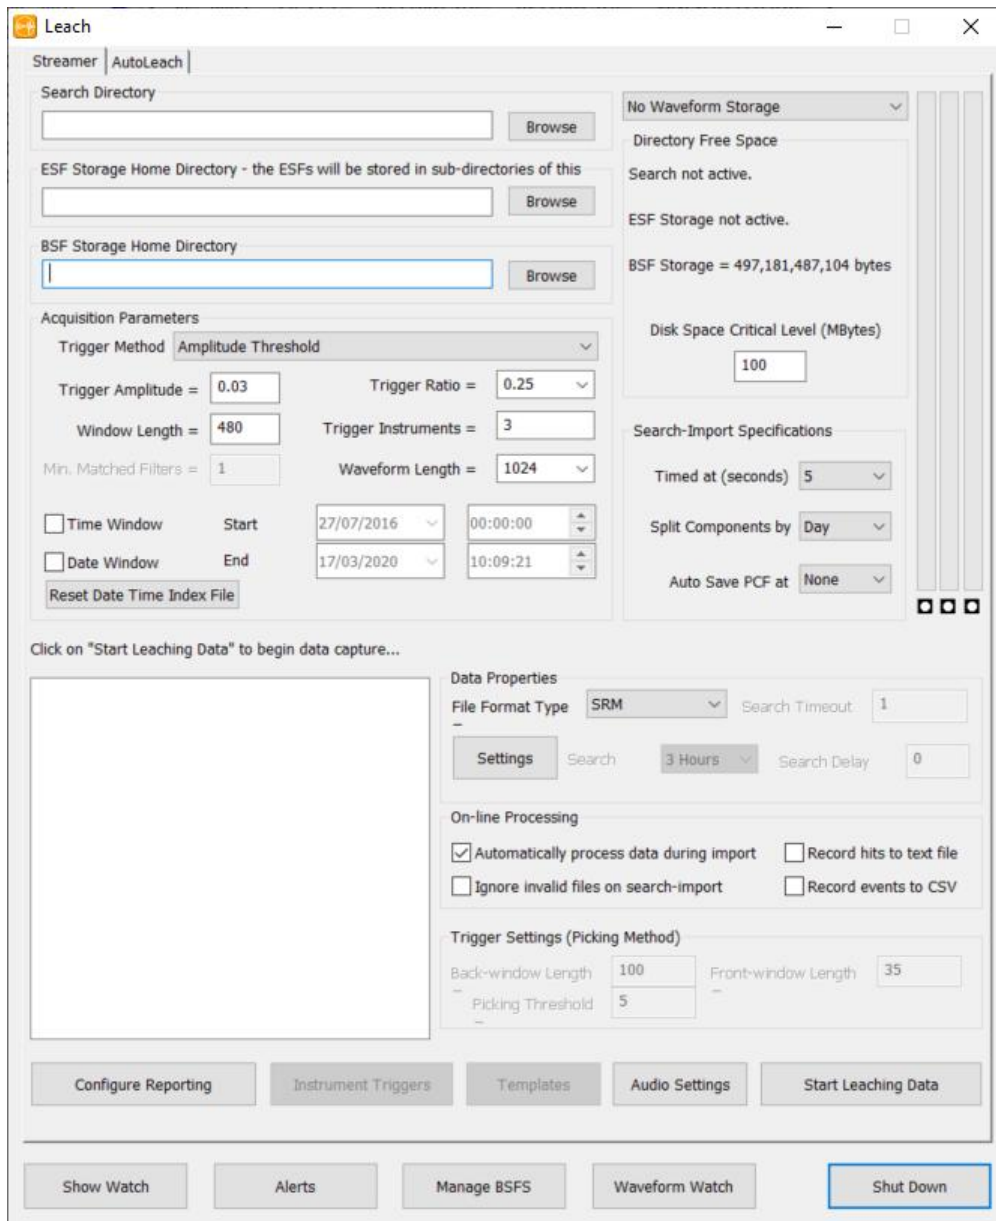 Leach
Streamer AutoLeach
Search Directory
Browse
No Waveform Storage
Directory Free Space
Search not active.
ESF Storage Home Directory - the ESFs will be stored in sub-directories of this
Browse
ESF Storage not active.
BSF Storage Home Directory
Browse
BSF Storage = 497,181,487,104 bytes
Disk Space Critical Level (MBytes)
100
Acquisition Parameters
Trigger Method Amplitude Threshold
Trigger Amplitude = 0.03 Trigger Ratio = 0.25
Window Length = 480 Trigger Instruments = 3
Min. Matched Filters = 1 Waveform Length = 1024
Time Window Start 27/07/2016 00:00:00
Date Window End 17/03/2020 10:09:21
Reset Date Time Index File
Search-Import Specifications
Timed at (seconds) 5
Split Components by Day
Auto Save PCF at None
Click on "Start Leaching Data" to begin data capture...
Data Properties
File Format Type SRM Search Timeout 1
Settings Search 3 Hours Search Delay 0
On-line Processing
Automatically process data during import Record hits to text file
Ignore invalid files on search-import Record events to CSV
Trigger Settings (Picking Method)
Back-window Length 100 Front-window Length 35
Picking Threshold 5
Configure Reporting Instrument Triggers Templates Audio Settings Start Leaching Data
Show Watch Alerts Manage BSFS Waveform Watch Shut Down